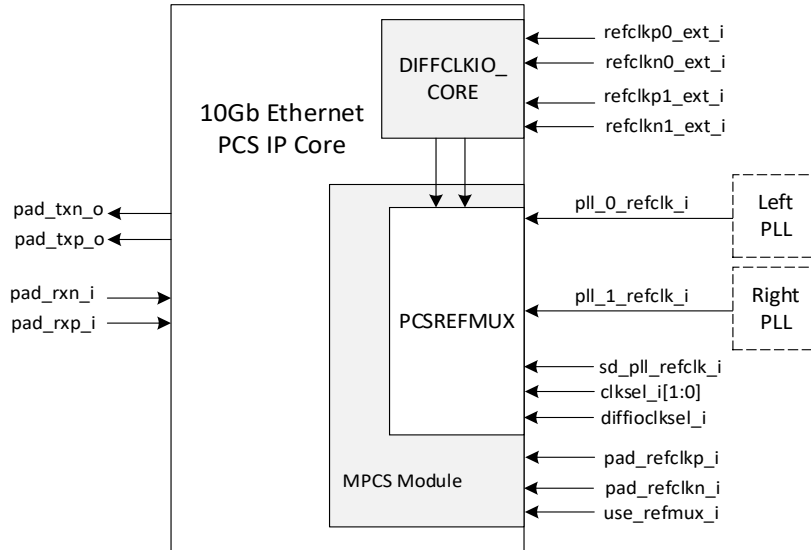 refclkp0_ext_i
DIFFCLKIO_
CORE
refclkn0_ext_i
refclkp1_ext_i
refclkn1_ext_i
10Gb Ethernet
PCS IP Core
pad_txn_o
pad_txp_o
pad_rxn_i
pad_rxp_i
pll_0_refclk_i
Left
PLL
pll_1_refclk_i
Right
PLL
PCSREFMUX
sd_pll_refclk_i
clksel_i[1:0]
diffioclksel_i
pad_refclkp_i
MPCS Module
pad_refclkn_i
use_refmux_i